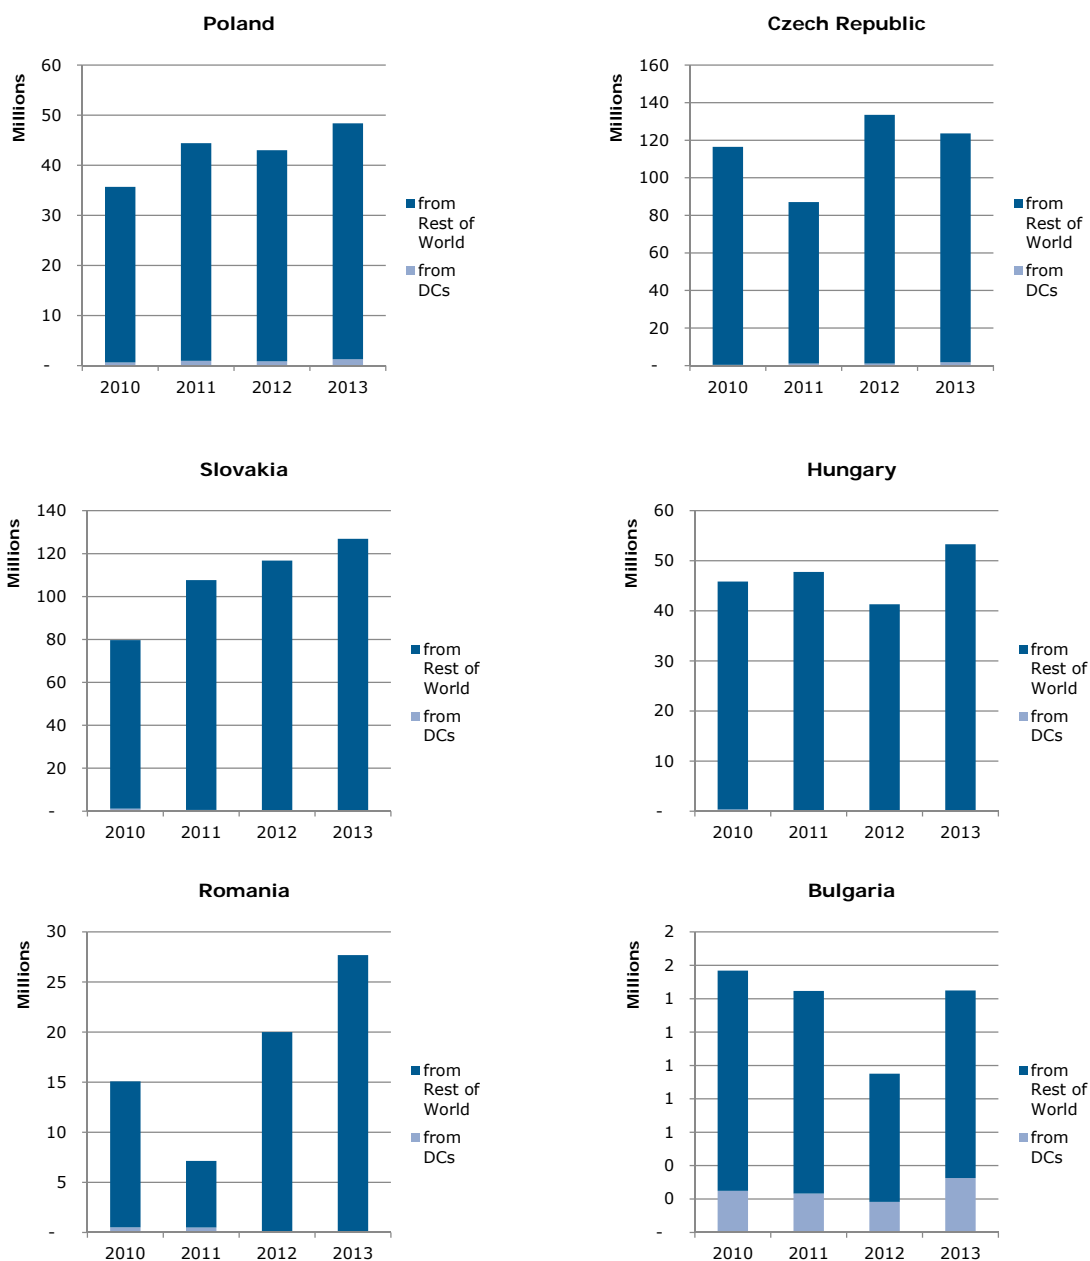 Poland
Millions
60
50
40
30
20
10
-
2010 2011 2012 2013
from
Rest of
World
from
DCs
Czech Republic
Millions
160
140
120
100
80
60
40
20
-
2010 2011 2012 2013
from
Rest of
World
from
DCs
Slovakia
Millions
140
120
100
80
60
40
20
-
2010 2011 2012 2013
from
Rest of
World
from
DCs
Hungary
Millions
60
50
40
30
20
10
-
2010 2011 2012 2013
from
Rest of
World
from
DCs
Romania
Millions
30
25
20
15
10
5
-
2010 2011 2012 2013
from
Rest of
World
from
DCs
Bulgaria
Millions
2
2
1
1
1
1
1
0
0
-
2010 2011 2012 2013
from
Rest of
World
from
DCs